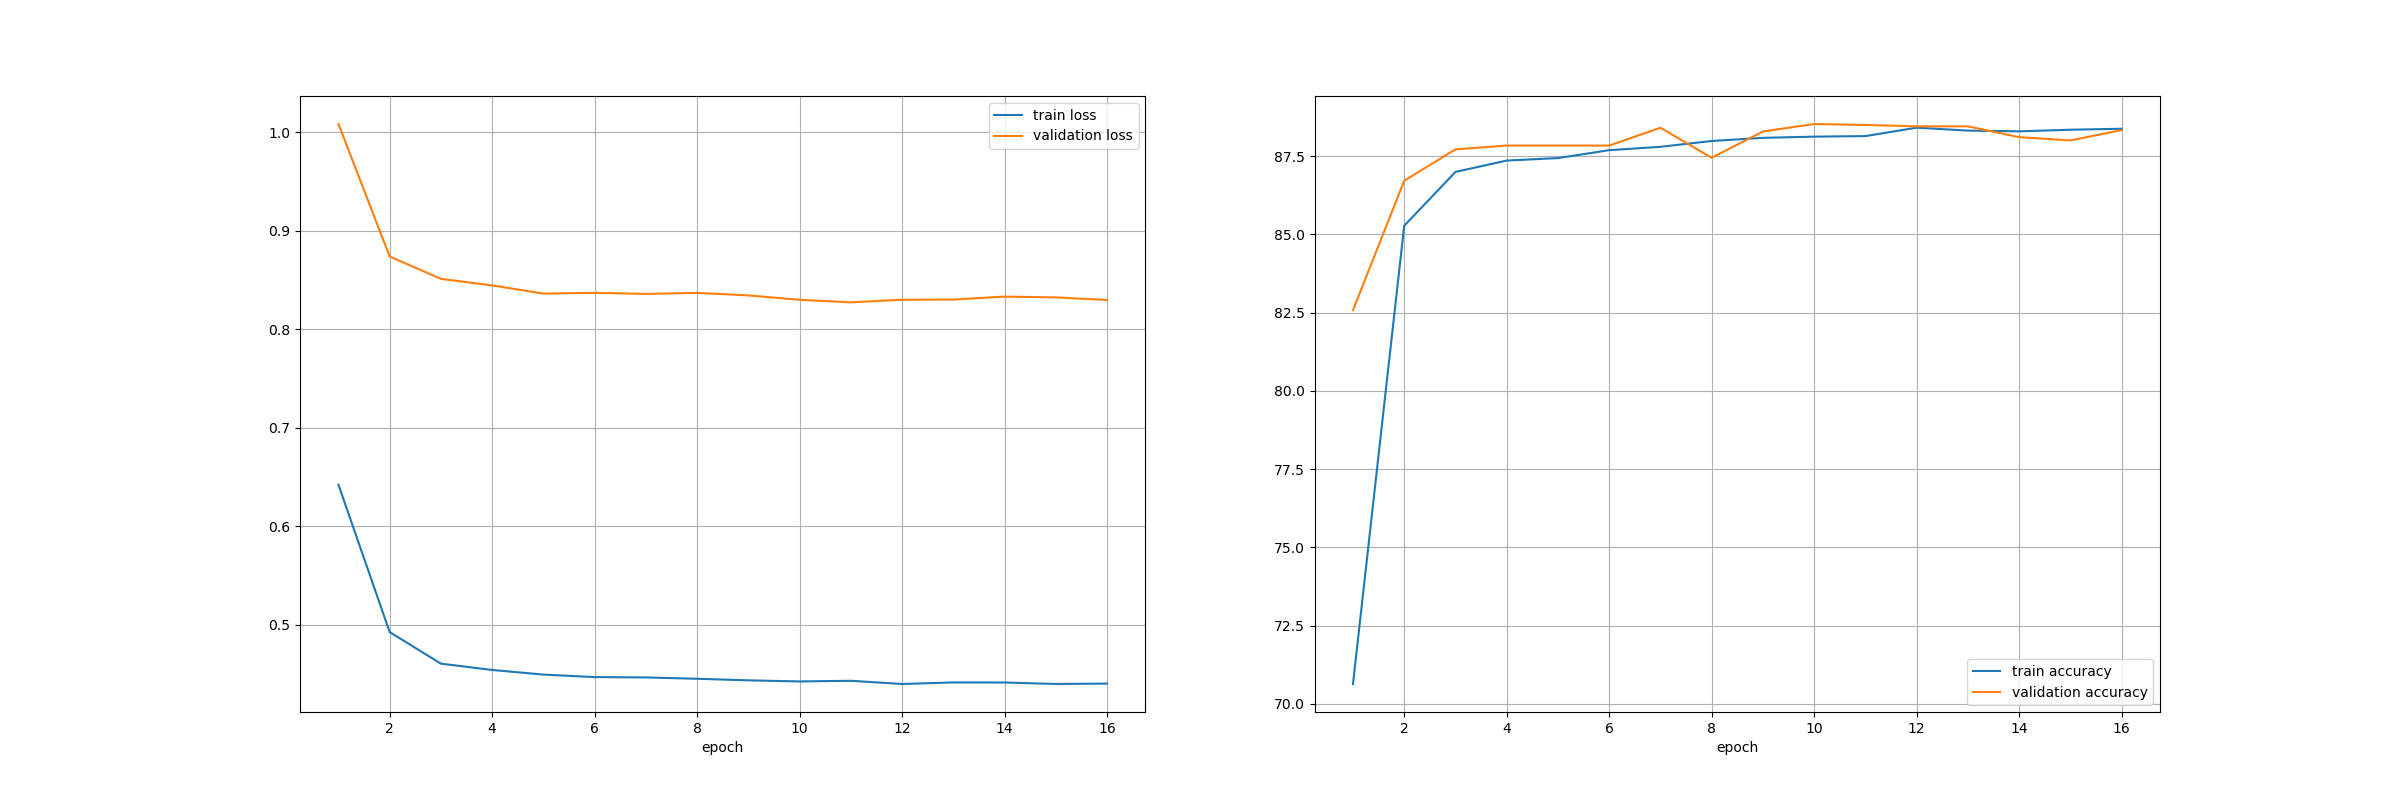 train loss
validation loss
1.0
0.9
0.8
0.7
0.6
0.5
2 4 6 8 10 12 14 16
epoch
87.5
85.0
82.5
80.0
77.5
75.0
72.5
70.0
train accuracy
validation accuracy
2 4 6 8 10 12 14 16
epoch